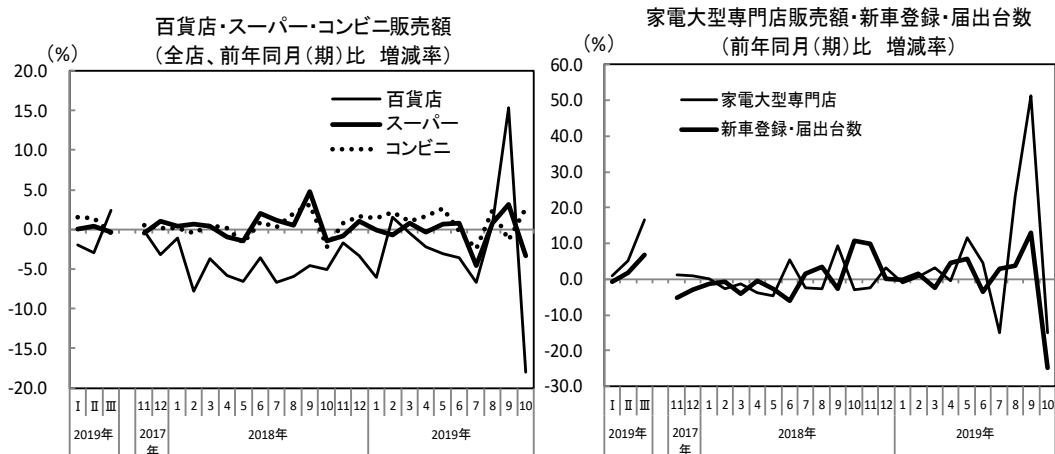 百貨店・スーパー・コンビニ販売額
（全店、前年同月（期）比 増減率）
（%）
20.0
15.0
10.0
5.0
0.0
-5.0
-10.0
-15.0
-20.0
百貨店
スーパー
コンビニ
Ⅰ Ⅱ Ⅲ 11 12 1 2 3 4 5 6 7 8 9 10 11 12 1 2 3 4 5 6 7 8 9 10
2019年 2017年 2018年 2019年
家電大型専門店販売額・新車登録・届出台数
（前年同月（期）比 増減率）
（%）
60.0
50.0
40.0
30.0
20.0
10.0
0.0
-10.0
-20.0
-30.0
家電大型専門店
新車登録・届出台数
Ⅰ Ⅱ Ⅲ 11 12 1 2 3 4 5 6 7 8 9 10 11 12 1 2 3 4 5 6 7 8 9 10
2019年 2017年 2018年 2019年